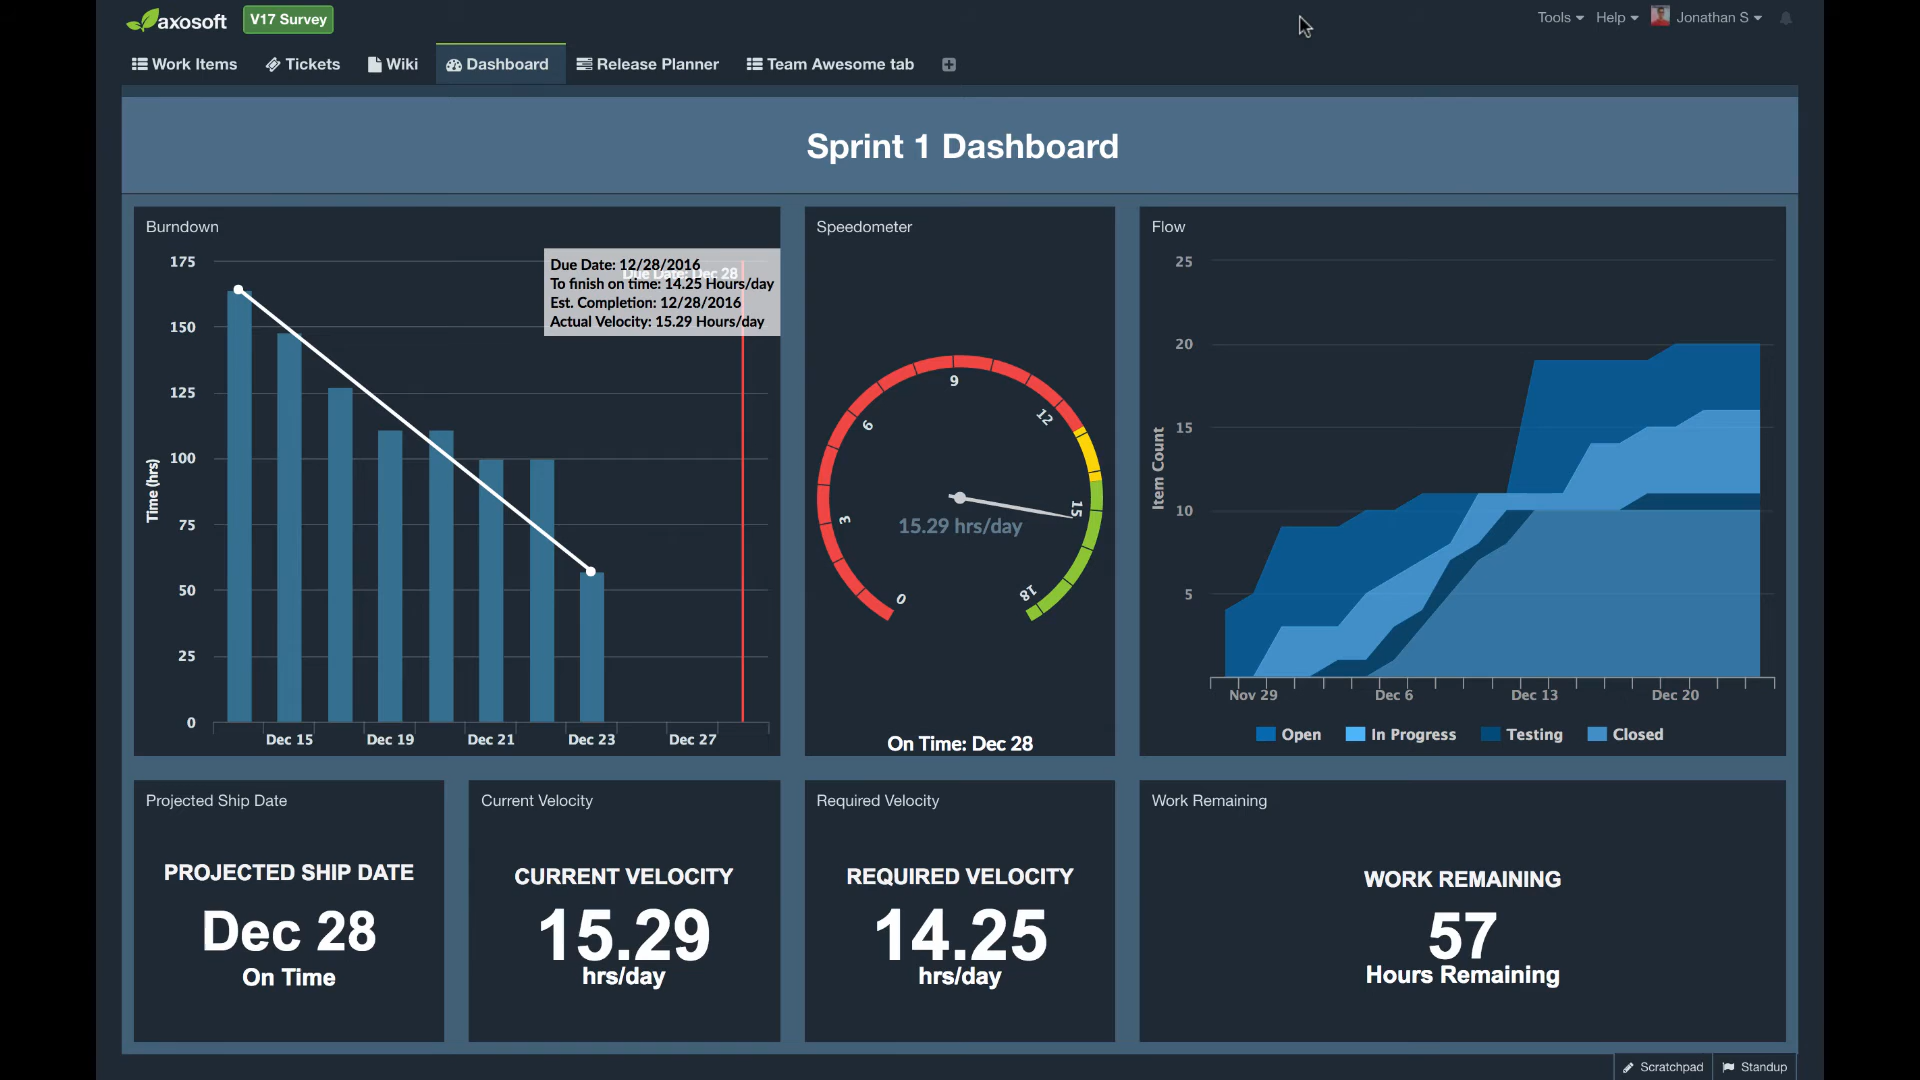 axosoft
V17 Survey
Tools
Help
Jonathan S
Work Items
Tickets
Wiki
Dashboard
Release Planner
Team Awesome tab
Sprint 1 Dashboard
Burndown
175
150
125
100
75
50
25
0
Time (hrs)
Due Date: Dec 28
Due Date: 12/28/2016
To finish on time: 14.25 Hours/day
Est. Completion: 12/28/2016
Actual Velocity: 15.29 Hours/day
Dec 15
Dec 19
Dec 21
Dec 23
Dec 27
Speedometer
0
3
6
9
12
15
18
15.29 hrs/day
On Time: Dec 28
Flow
25
20
15
10
5
Item Count
Nov 29
Dec 6
Dec 13
Dec 20
Open
In Progress
Testing
Closed
Projected Ship Date
PROJECTED SHIP DATE
Dec 28
On Time
Current Velocity
CURRENT VELOCITY
15.29
hrs/day
Required Velocity
REQUIRED VELOCITY
14.25
hrs/day
Work Remaining
WORK REMAINING
57
Hours Remaining
Scratchpad
Standup